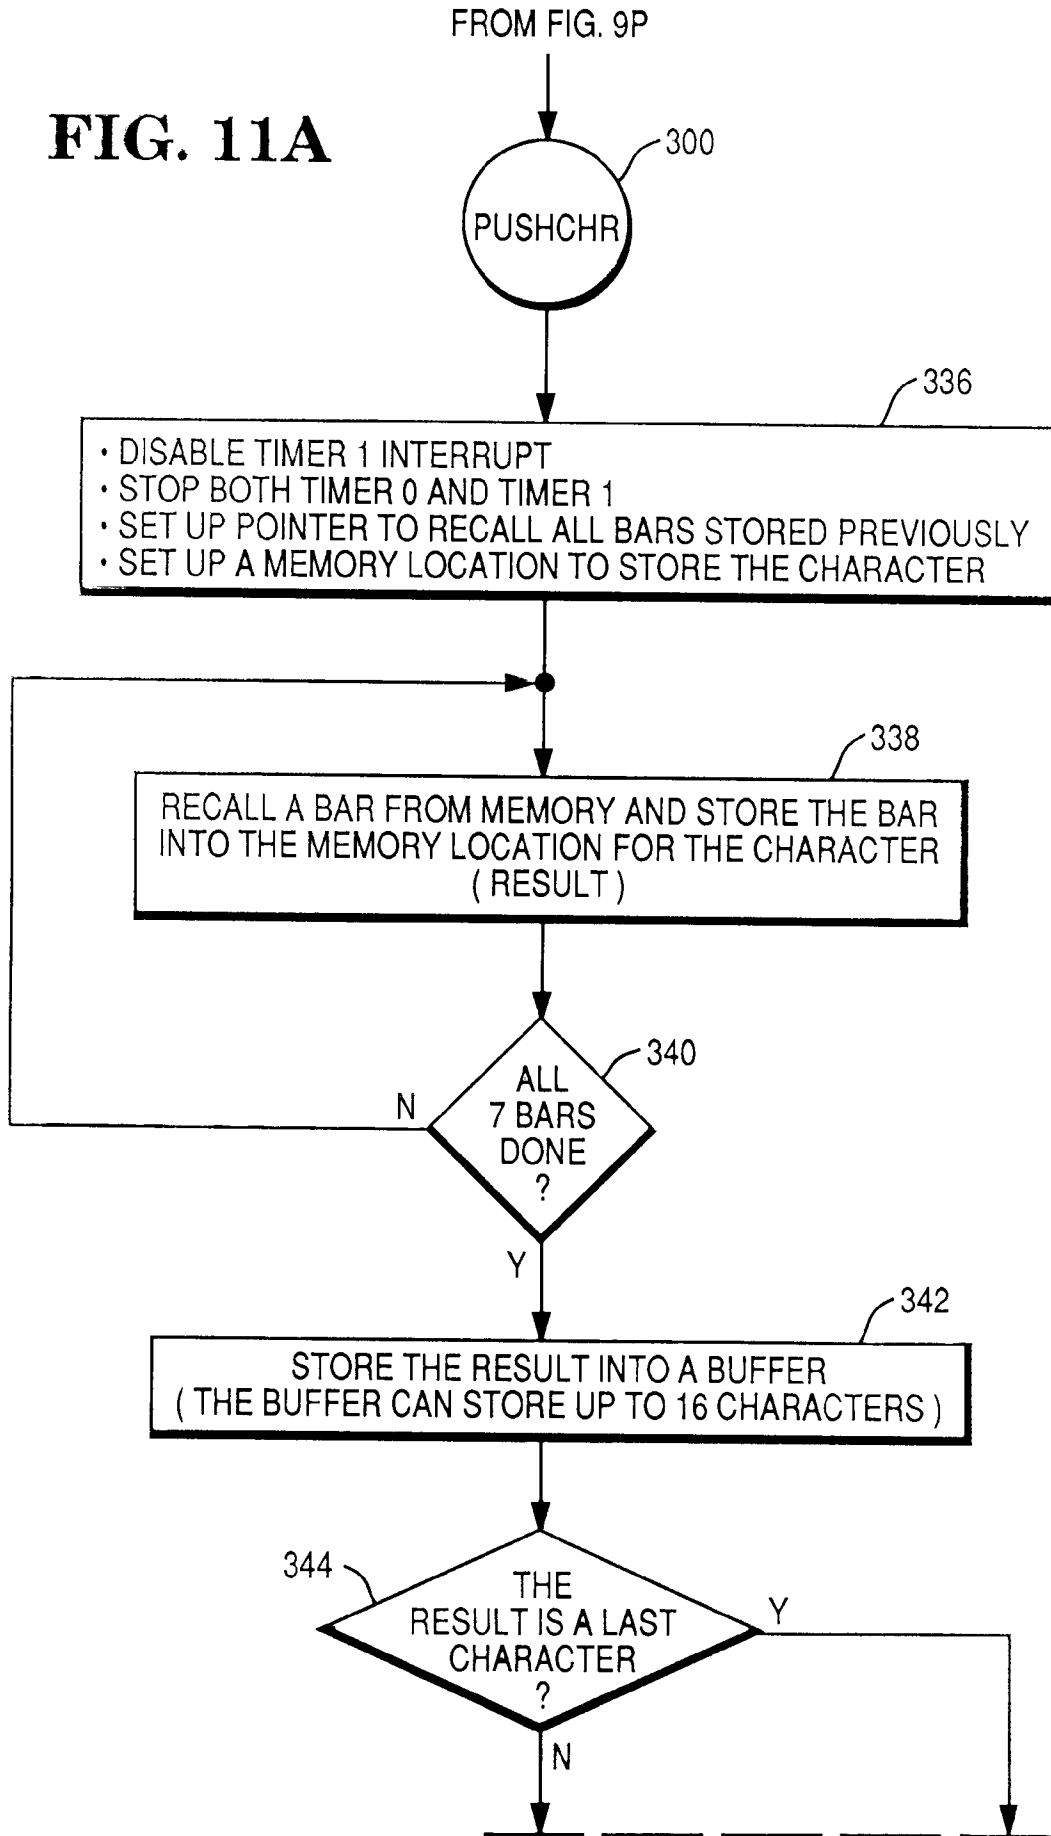 FROM FIG. 9P
FIG. 11A
300
PUSHCHR
336
• DISABLE TIMER 1 INTERRUPT
• STOP BOTH TIMER 0 AND TIMER 1
• SET UP POINTER TO RECALL ALL BARS STORED PREVIOUSLY
• SET UP A MEMORY LOCATION TO STORE THE CHARACTER
338
RECALL A BAR FROM MEMORY AND STORE THE BAR
INTO THE MEMORY LOCATION FOR THE CHARACTER
( RESULT )
340
ALL
7 BARS
DONE
?
N
Y
342
STORE THE RESULT INTO A BUFFER
( THE BUFFER CAN STORE UP TO 16 CHARACTERS )
344
THE
RESULT IS A LAST
CHARACTER
?
Y
N